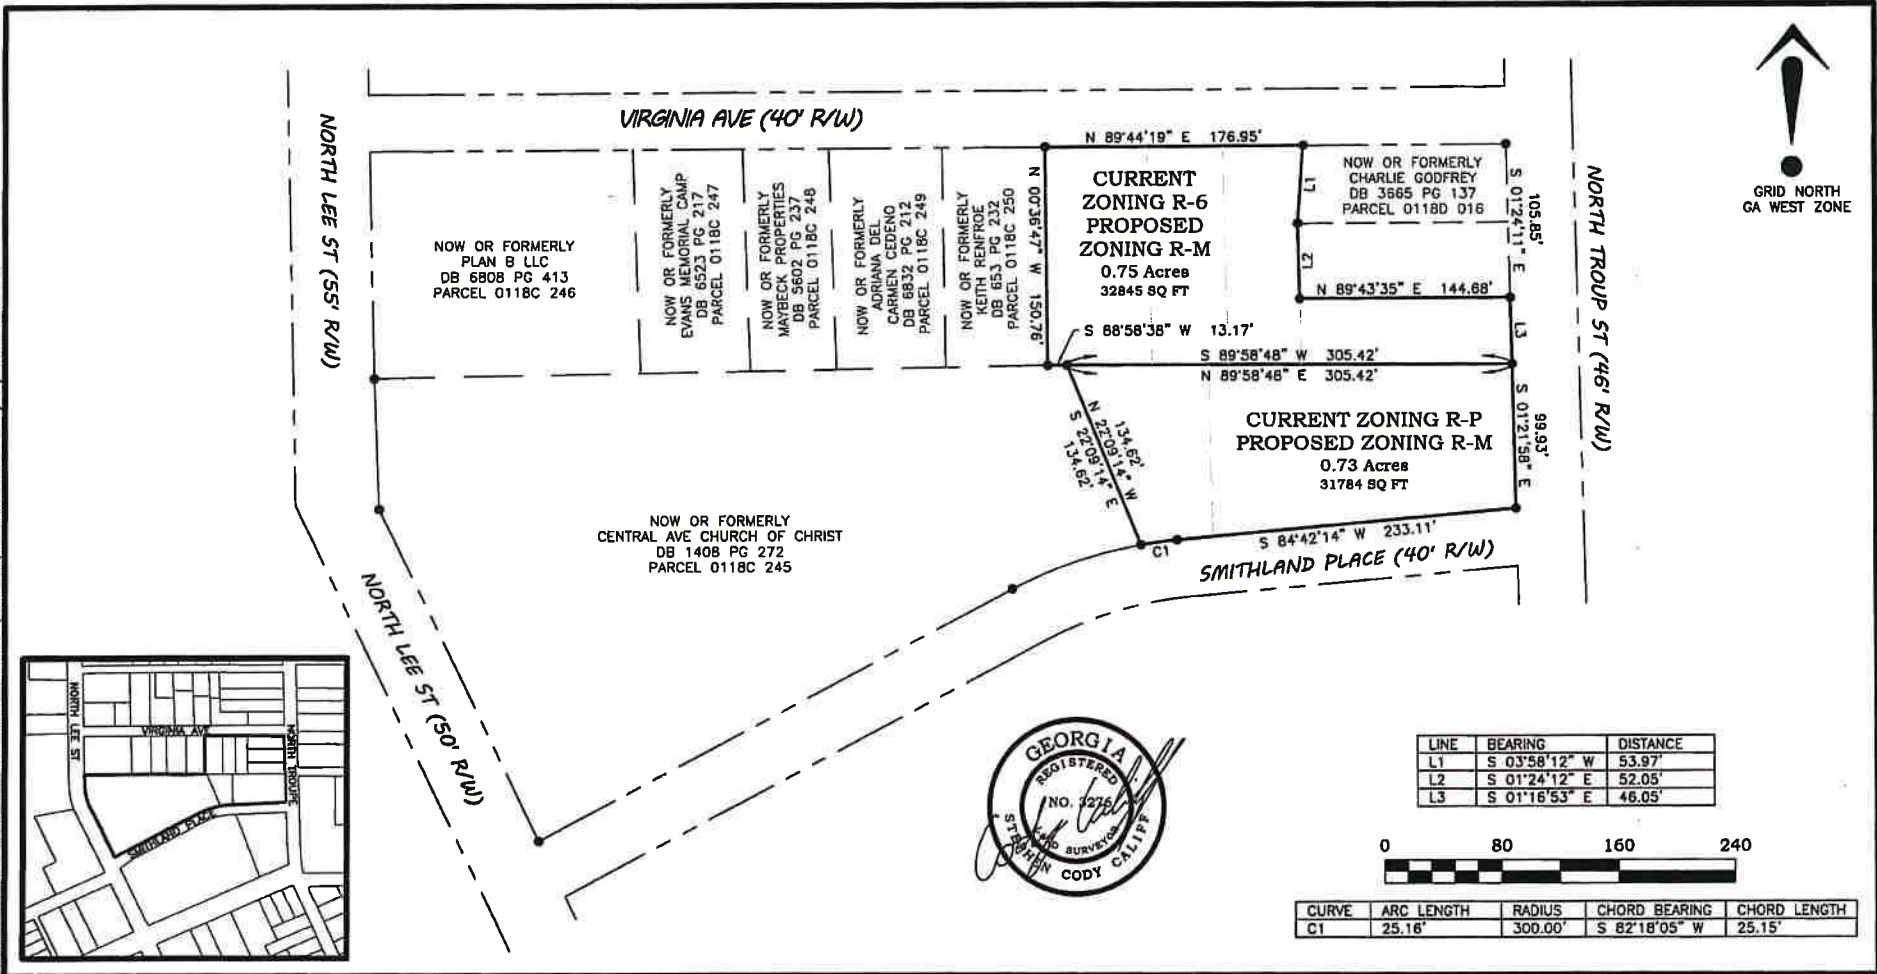 VIRGINIA AVE (40' R/W)
NORTH LEE ST (55' R/W)
N 89°44'19" E 176.95'
GRID NORTH
GA WEST ZONE
NOW OR FORMERLY
PLAN B LLC
DB 6808 PG 413
PARCEL 0118C 246
NOW OR FORMERLY
EVANS MEMORIAL CAMP
DB 6523 PG 217
PARCEL 0118C 247
NOW OR FORMERLY
MAYBECK PROPERTIES
DB 5602 PG 237
PARCEL 0118C 248
NOW OR FORMERLY
ADRIANA DEL
CARMEN CEDENO
DB 6832 PG 212
PARCEL 0118C 249
NOW OR FORMERLY
KEITH RENFROE
DB 653 PG 232
PARCEL 0118C 250
N 00°36'47" W 150.76'
CURRENT
ZONING R-6
PROPOSED
ZONING R-M
0.75 Acres
32845 SQ FT
L1
L2
NOW OR FORMERLY
CHARLIE GODFREY
DB 3665 PG 137
PARCEL 0118D 016
105.85'
S 01°24'11" E
NORTH TROUP ST (46' R/W)
N 89°43'35" E 144.68'
L3
S 88°58'38" W 13.17'
S 89°58'48" W 305.42'
N 89°58'48" E 305.42'
134.62'
N 22°09'14" W
S 22°09'14" E
134.62'
CURRENT ZONING R-P
PROPOSED ZONING R-M
0.73 Acres
31784 SQ FT
99.93'
S 01°21'58" E
C1
S 84°42'14" W 233.11'
SMITHLAND PLACE (40' R/W)
NOW OR FORMERLY
CENTRAL AVE CHURCH OF CHRIST
DB 1408 PG 272
PARCEL 0118C 245
NORTH LEE ST (50' R/W)
NORTH LEE ST
VIRGINIA AVE
NORTH TROUPE
SMITHLAND PLACE
GEORGIA
REGISTERED
NO. 3276
LAND SURVEYOR
STEPHEN CODY CALIFF
LINE BEARING DISTANCE
L1 S 03°58'12" W 53.97'
L2 S 01°24'12" E 52.05'
L3 S 01°16'53" E 46.05'
0 80 160 240
CURVE ARC LENGTH RADIUS CHORD BEARING CHORD LENGTH
C1 25.16' 300.00' S 82°18'05" W 25.15'